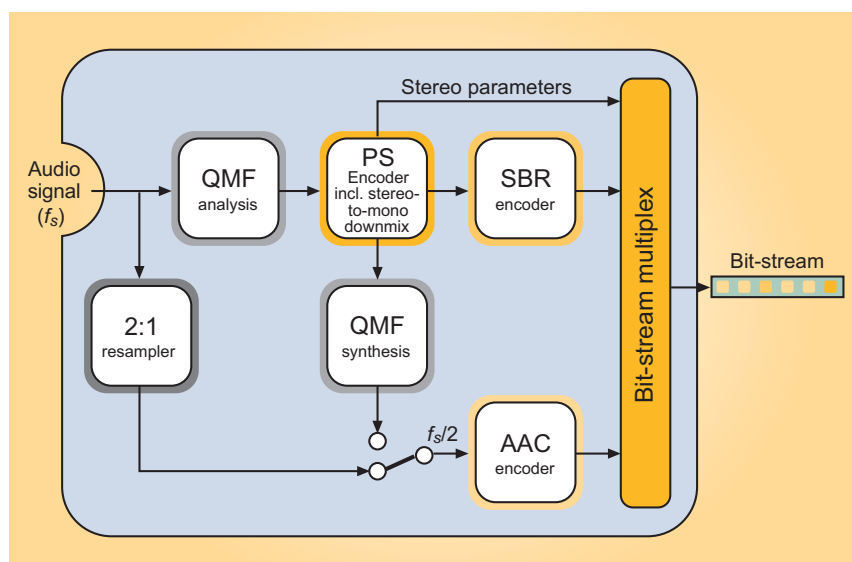 Stereo parameters
Audio
signal
(fs)
QMF
analysis
PS
Encoder
incl. stereo-
to-mono
downmix
SBR
encoder
Bit-stream multiplex
Bit-stream
2:1
resampler
QMF
synthesis
fs/2
AAC
encoder